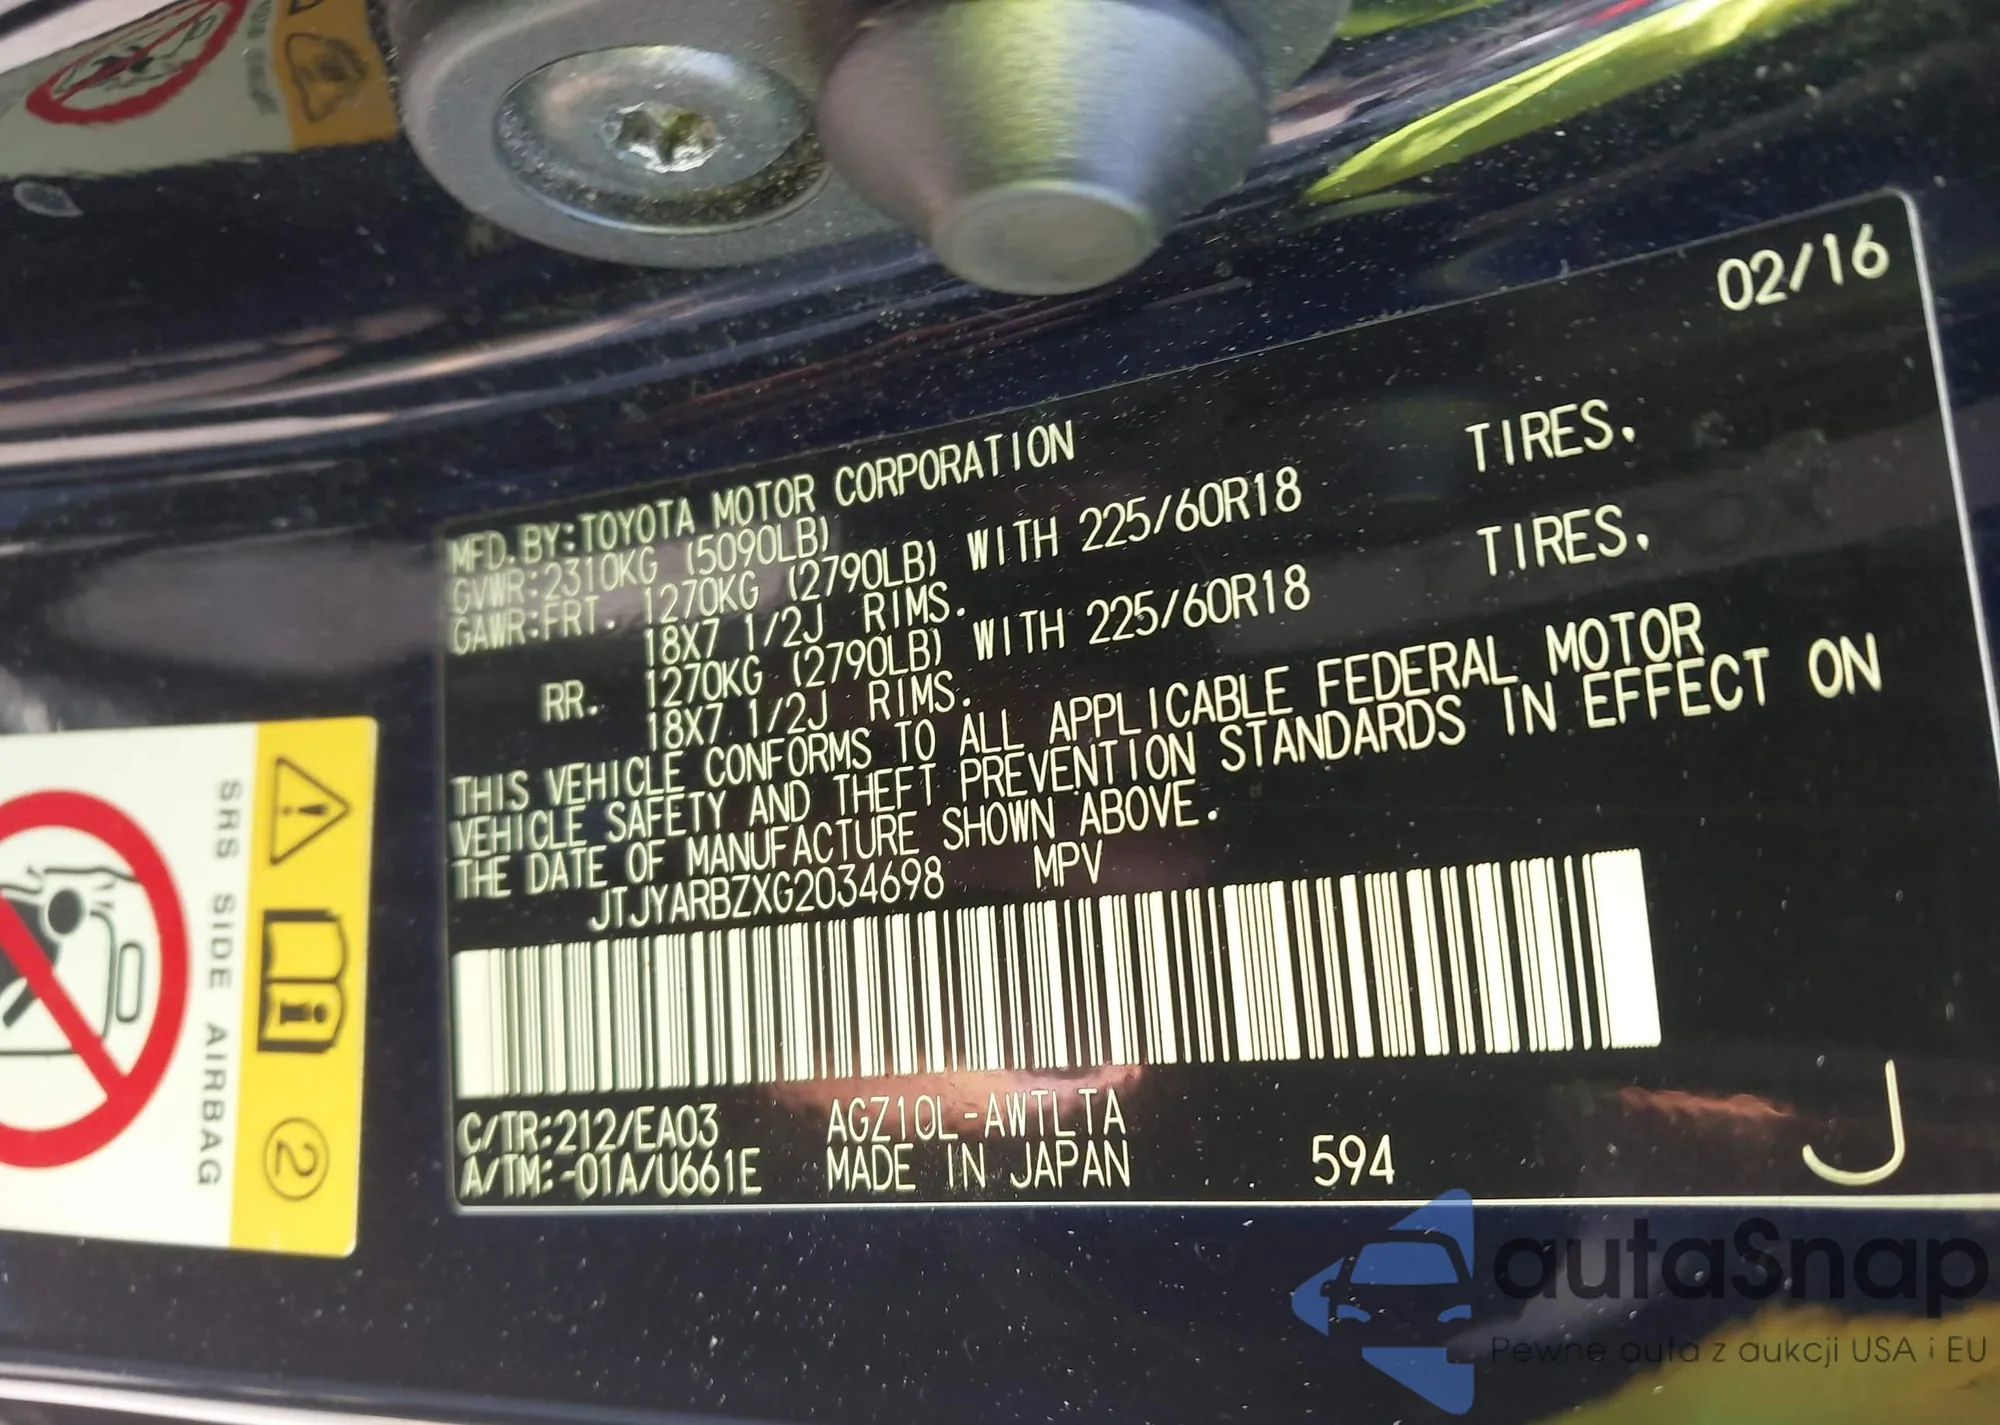 02/16
MFD.BY:TOYOTA MOTOR CORPORATION
GVWR:2310KG (5090LB)
GAWR:FRT. 1270KG (2790LB) WITH 225/60R18 TIRES,
18X7 1/2J RIMS.
RR. 1270KG (2790LB) WITH 225/60R18 TIRES,
18X7 1/2J RIMS.
THIS VEHICLE CONFORMS TO ALL APPLICABLE FEDERAL MOTOR
VEHICLE SAFETY AND THEFT PREVENTION STANDARDS IN EFFECT ON
THE DATE OF MANUFACTURE SHOWN ABOVE.
JTJYARBZXG2034698 MPV
C/TR:212/EA03 AGZ10L-AWTLTA
A/TM:-01A/U661E MADE IN JAPAN 594 J
SRS SIDE AIRBAG
2
autaSnap
Pewne auta z aukcji USA i EU